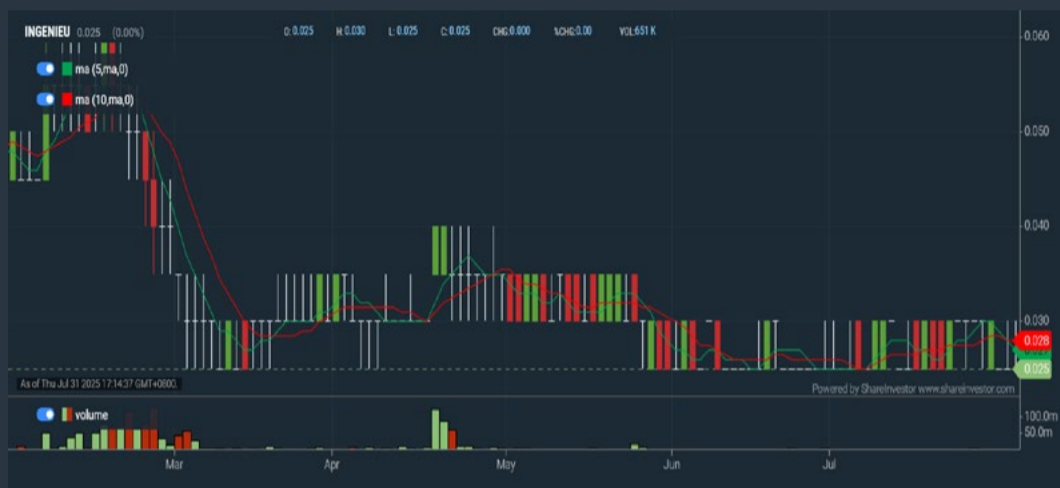 INGENIEU 0.025 (0.00%) O: 0.025 H: 0.030 L: 0.025 C: 0.025 CHG:0.000 %CHG:0.00 VOL:651 K
0.060
ma (5,ma,0)
ma (10,ma,0)
0.050
0.040
0.030
0.028
0.025
As of Thu Jul 31 2025 17:14:37 GMT+0800.
Powered by ShareInvestor www.shareinvestor.com
volume
100.0m
50.0m
Mar Apr May Jun Jul